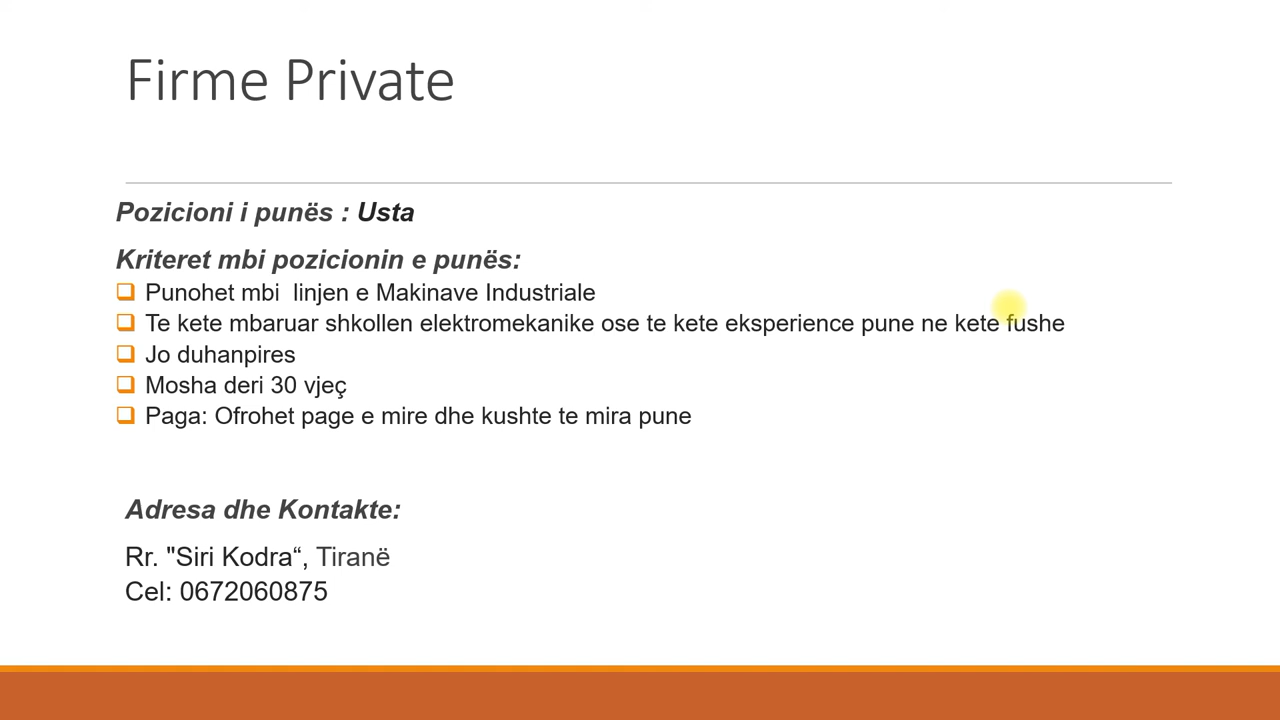 Firme Private
Pozicioni i punës : Usta
Kriteret mbi pozicionin e punës:
Punohet mbi  linjen e Makinave Industriale
Te kete mbaruar shkollen elektromekanike ose te kete eksperience pune ne kete fushe
Jo duhanpires
Mosha deri 30 vjeç
Paga: Ofrohet page e mire dhe kushte te mira pune
Adresa dhe Kontakte:
Rr. "Siri Kodra“, Tiranë
Cel: 0672060875